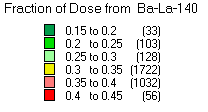 Fraction of Dose from Ba-La-140
0.15 to 0.2 (33)
0.2 to 0.25 (103)
0.25 to 0.3 (128)
0.3 to 0.35 (1722)
0.35 to 0.4 (1032)
0.4 to 0.45 (56)